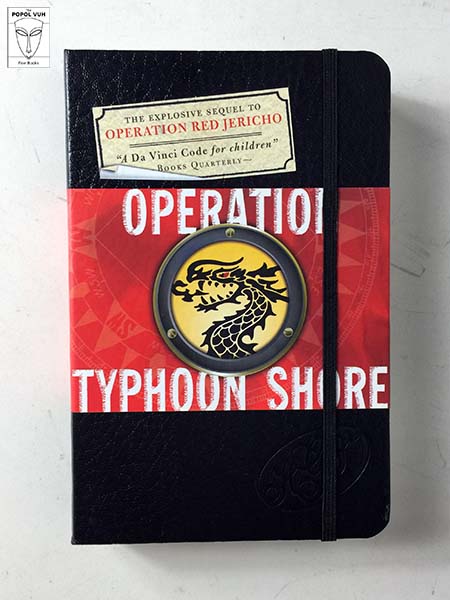 The
POPOL VUH
Fine Books
THE EXPLOSIVE SEQUEL TO
OPERATION RED JERICHO
“A Da Vinci Code for children”
BOOKS QUARTERLY—
OPERATIO
TYPHOON SHORE